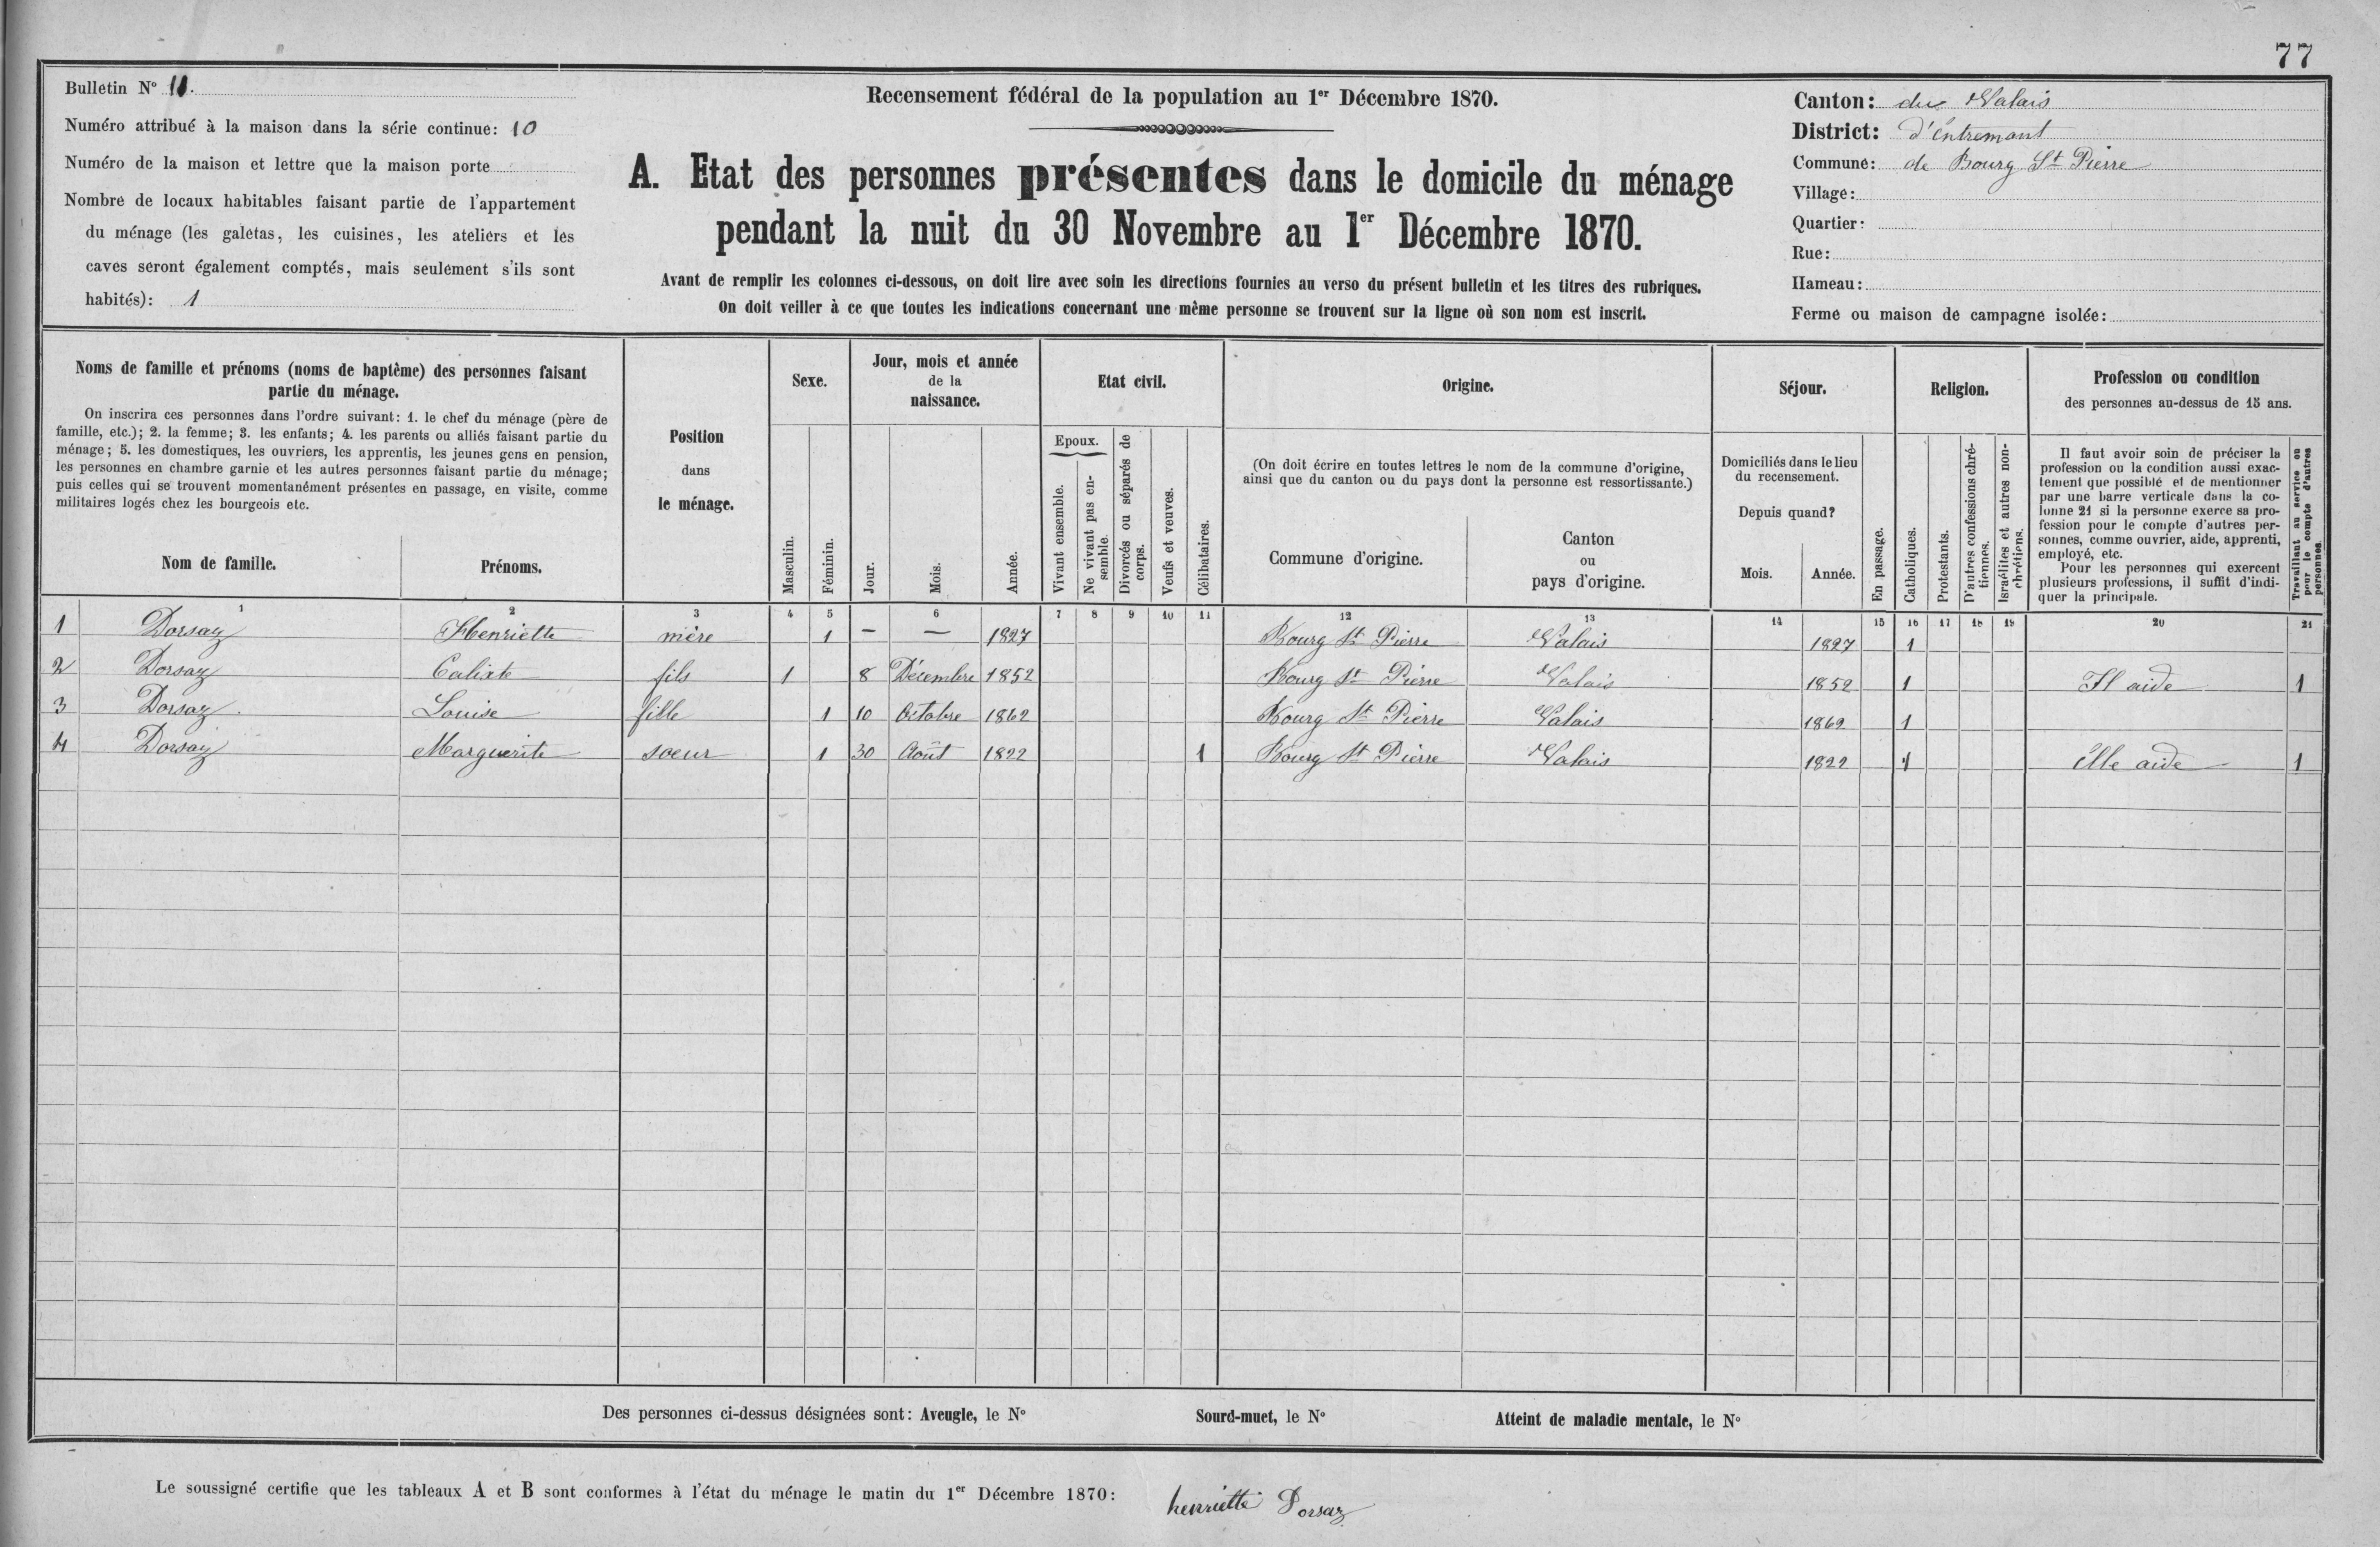 77
Bulletin N° 11.
Numéro attribué à la maison dans la série continue: 10
Numéro de la maison et lettre que la maison porte
Nombre de locaux habitables faisant partie de l'appartement
du ménage (les galetas, les cuisines, les ateliers et les
caves seront également comptés, mais seulement s'ils sont
habités): 1
Recensement fédéral de la population au 1er Décembre 1870.
A. Etat des personnes présentes dans le domicile du ménage
pendant la nuit du 30 Novembre au 1er Décembre 1870.
Avant de remplir les colonnes ci-dessous, on doit lire avec soin les directions fournies au verso du présent bulletin et les titres des rubriques.
On doit veiller à ce que toutes les indications concernant une même personne se trouvent sur la ligne où son nom est inscrit.
Canton: du Valais
District: d'Entremont
Commune: de Bourg St Pierre
Village:
Quartier:
Rue:
Hameau:
Ferme ou maison de campagne isolée:
Noms de famille et prénoms (noms de baptême) des personnes faisant
partie du ménage.
On inscrira ces personnes dans l'ordre suivant: 1. le chef du ménage (père de
famille, etc.); 2. la femme; 3. les enfants; 4. les parents ou alliés faisant partie du
ménage; 5. les domestiques, les ouvriers, les apprentis, les jeunes gens en pension,
les personnes en chambre garnie et les autres personnes faisant partie du ménage;
puis celles qui se trouvent momentanément présentes en passage, en visite, comme
militaires logés chez les bourgeois etc.
Nom de famille.
Prénoms.
Position
dans
le ménage.
Sexe.
Masculin.
Féminin.
Jour, mois et année
de la
naissance.
Jour.
Mois.
Année.
Etat civil.
Epoux.
Vivant ensemble.
Ne vivant pas en-
semble.
Divorcés ou séparés de
corps.
Veufs et veuves.
Célibataires.
Origine.
(On doit écrire en toutes lettres le nom de la commune d'origine,
ainsi que du canton ou du pays dont la personne est ressortissante.)
Commune d'origine.
Canton
ou
pays d'origine.
Séjour.
Domiciliés dans le lieu
du recensement.
Depuis quand?
Mois.
Année.
En passage.
Religion.
Catholiques.
Protestants.
D'autres confessions chré-
tiennes.
Israélites et autres non-
chrétiens.
Profession ou condition
des personnes au-dessus de 15 ans.
Il faut avoir soin de préciser la
profession ou la condition aussi exac-
tement que possible et de mentionner
par une barre verticale dans la co-
lonne 21 si la personne exerce sa pro-
fession pour le compte d'autres per-
sonnes, comme ouvrier, aide, apprenti,
employé, etc.
Pour les personnes qui exercent
plusieurs professions, il suffit d'indi-
quer la principale.
Travaillant au service ou
pour le compte d'autres
personnes.
1 2 3 4 5 6 7 8 9 10 11 12 13 14 15 16 17 18 19 20 21
1 Dorsaz Henriette mère 1 — — 1827 Bourg St Pierre Valais 1827 1
2 Dorsaz Calixte fils 1 8 Décembre 1852 Bourg St Pierre Valais 1852 1 Il aide 1
3 Dorsaz Louise fille 1 10 Octobre 1862 Bourg St Pierre Valais 1862 1
4 Dorsaz Marguerite soeur 1 30 Août 1822 1 Bourg St Pierre Valais 1822 1 Elle aide 1
Des personnes ci-dessus désignées sont: Aveugle, le N° Sourd-muet, le N° Atteint de maladie mentale, le N°
Le soussigné certifie que les tableaux A et B sont conformes à l'état du ménage le matin du 1er Décembre 1870: henriette Dorsaz